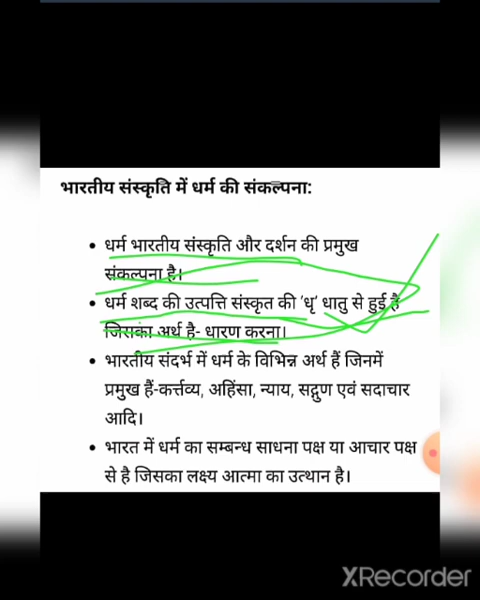 भारतीय संस्कृति में धर्म की संकल्पना:
• धर्म भारतीय संस्कृति और दर्शन की प्रमुख
संकल्पना है।
• धर्म शब्द की उत्पत्ति संस्कृत की ‘धृ’ धातु से हुई है
जिसका अर्थ है- धारण करना।
• भारतीय संदर्भ में धर्म के विभिन्न अर्थ हैं जिनमें
प्रमुख हैं-कर्त्तव्य, अहिंसा, न्याय, सद्गुण एवं सदाचार
आदि।
• भारत में धर्म का सम्बन्ध साधना पक्ष या आचार पक्ष
से है जिसका लक्ष्य आत्मा का उत्थान है।
XRecorder